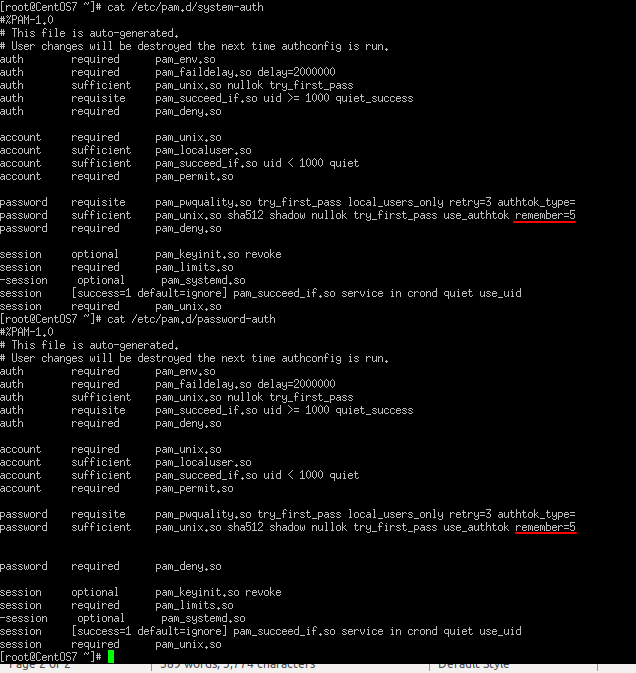 [root@CentOS7 ~]# cat /etc/pam.d/system-auth
#%PAM-1.0
# This file is auto-generated.
# User changes will be destroyed the next time authconfig is run.
auth        required      pam_env.so
auth        required      pam_faildelay.so delay=2000000
auth        sufficient    pam_unix.so nullok try_first_pass
auth        requisite     pam_succeed_if.so uid >= 1000 quiet_success
auth        required      pam_deny.so

account     required      pam_unix.so
account     sufficient    pam_localuser.so
account     sufficient    pam_succeed_if.so uid < 1000 quiet
account     required      pam_permit.so

password    requisite     pam_pwquality.so try_first_pass local_users_only retry=3 authtok_type=
password    sufficient    pam_unix.so sha512 shadow nullok try_first_pass use_authtok remember=5
password    required      pam_deny.so

session     optional      pam_keyinit.so revoke
session     required      pam_limits.so
-session     optional      pam_systemd.so
session     [success=1 default=ignore] pam_succeed_if.so service in crond quiet use_uid
session     required      pam_unix.so
[root@CentOS7 ~]# cat /etc/pam.d/password-auth
#%PAM-1.0
# This file is auto-generated.
# User changes will be destroyed the next time authconfig is run.
auth        required      pam_env.so
auth        required      pam_faildelay.so delay=2000000
auth        sufficient    pam_unix.so nullok try_first_pass
auth        requisite     pam_succeed_if.so uid >= 1000 quiet_success
auth        required      pam_deny.so

account     required      pam_unix.so
account     sufficient    pam_localuser.so
account     sufficient    pam_succeed_if.so uid < 1000 quiet
account     required      pam_permit.so

password    requisite     pam_pwquality.so try_first_pass local_users_only retry=3 authtok_type=
password    sufficient    pam_unix.so sha512 shadow nullok try_first_pass use_authtok remember=5

password    required      pam_deny.so

session     optional      pam_keyinit.so revoke
session     required      pam_limits.so
-session     optional      pam_systemd.so
session     [success=1 default=ignore] pam_succeed_if.so service in crond quiet use_uid
session     required      pam_unix.so
[root@CentOS7 ~]#
Page 2 of 2 words, characters Default Style